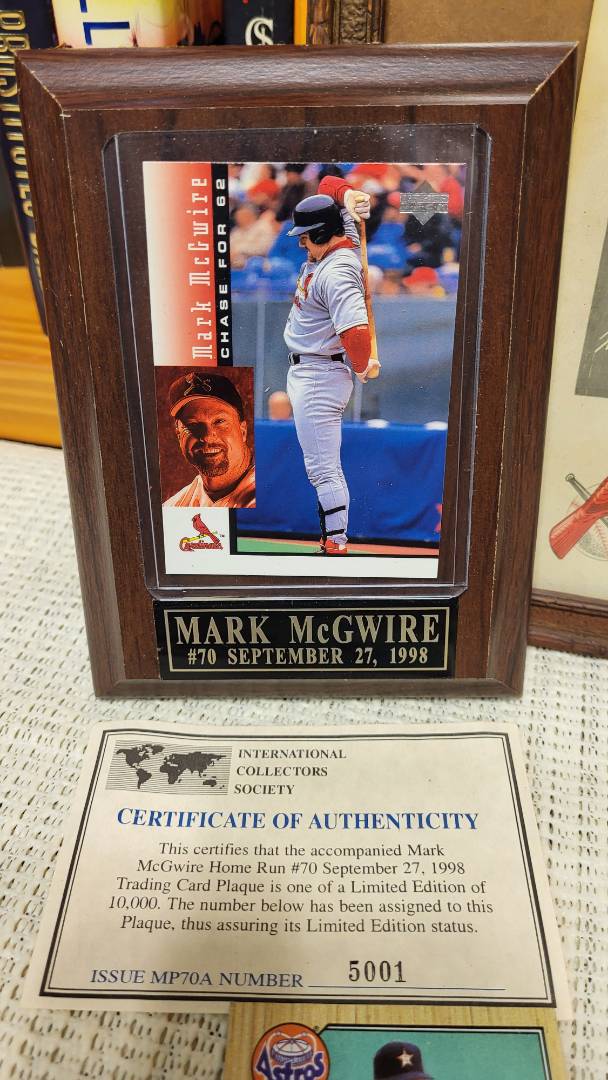 Mark McGwire
CHASE FOR 62
Cardinals
MARK McGWIRE
#70 SEPTEMBER 27, 1998
INTERNATIONAL
COLLECTORS
SOCIETY
CERTIFICATE OF AUTHENTICITY
This certifies that the accompanied Mark
McGwire Home Run #70 September 27, 1998
Trading Card Plaque is one of a Limited Edition of
10,000. The number below has been assigned to this
Plaque, thus assuring its Limited Edition status.
ISSUE MP70A NUMBER 5001
Astros